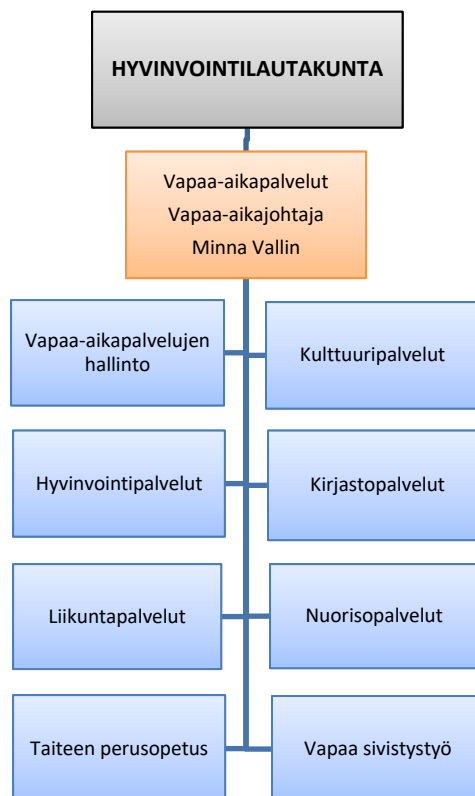 HYVINVOINTILAUTAKUNTA
Vapaa-aikapalvelut
Vapaa-aikajohtaja
Minna Vallin
Vapaa-aikapalvelujen
hallinto
Kulttuuripalvelut
Hyvinvointipalvelut
Kirjastopalvelut
Liikuntapalvelut
Nuorisopalvelut
Taiteen perusopetus
Vapaa sivistystyö